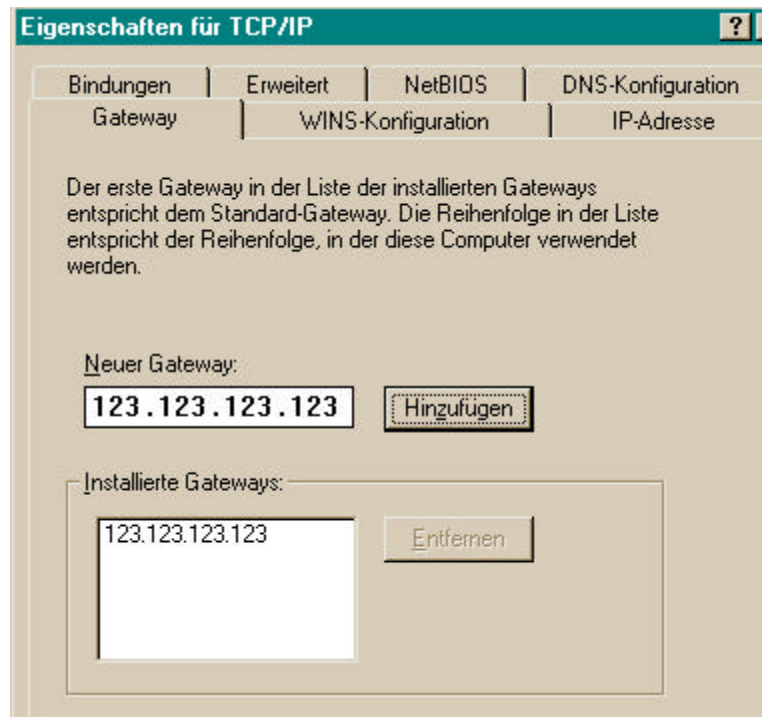 Eigenschaften für TCP/IP
?
Bindungen Erweitert NetBIOS DNS-Konfiguration
Gateway WINS-Konfiguration IP-Adresse
Der erste Gateway in der Liste der installierten Gateways
entspricht dem Standard-Gateway. Die Reihenfolge in der Liste
entspricht der Reihenfolge, in der diese Computer verwendet
werden.
Neuer Gateway:
123.123.123.123 Hinzufügen
Installierte Gateways:
123.123.123.123 Entfernen